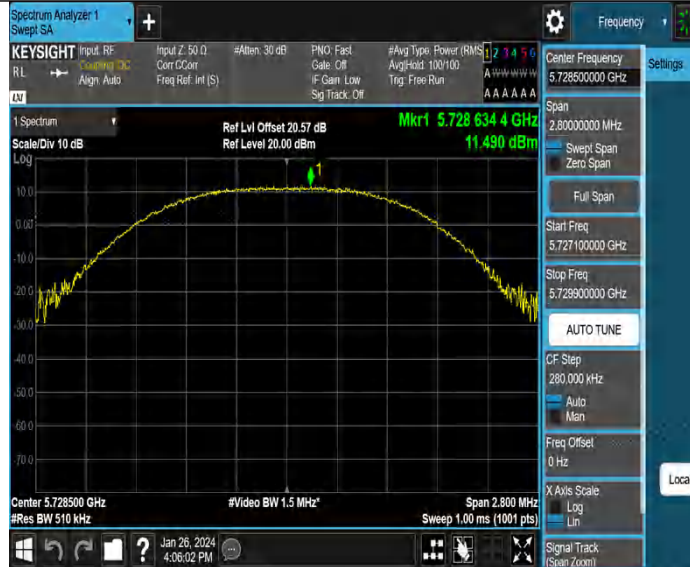 Spectrum Analyzer 1
Swept SA
+
Frequency
KEYSIGHT
RL
LXI
Input: RF
Coupling: DC
Align: Auto
Input Z: 50 Ω
Corr CCorr
Freq Ref: Int (S)
#Atten: 30 dB
PNO: Fast
Gate: Off
IF Gain: Low
Sig Track: Off
#Avg Type: Power (RMS
Avg|Hold: 100/100
Trig: Free Run
1 2 3 4 5 6
A W W W W W
A A A A A A
1 Spectrum
Scale/Div 10 dB
Log
Ref Lvl Offset 20.57 dB
Ref Level 20.00 dBm
Mkr1 5.728 634 4 GHz
11.490 dBm
1
10.0
0.00
-10.0
-20.0
-30.0
-40.0
-50.0
-60.0
-70.0
Center 5.728500 GHz
#Res BW 510 kHz
#Video BW 1.5 MHz*
Span 2.800 MHz
Sweep 1.00 ms (1001 pts)
?
Jan 26, 2024
4:06:02 PM
Center Frequency
5.728500000 GHz
Span
2.80000000 MHz
Swept Span
Zero Span
Full Span
Start Freq
5.727100000 GHz
Stop Freq
5.729900000 GHz
AUTO TUNE
CF Step
280.000 kHz
Auto
Man
Freq Offset
0 Hz
X Axis Scale
Log
Lin
Signal Track
(Span Zoom)
Settings
Loca